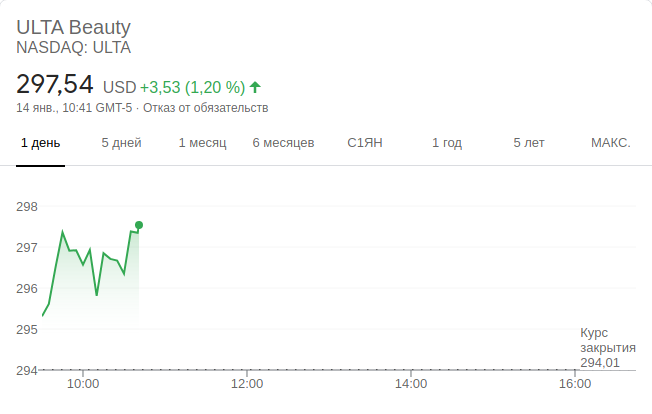 ULTA Beauty
NASDAQ: ULTA
297,54 USD +3,53 (1,20 %)
14 янв., 10:41 GMT-5 · Отказ от обязательств
1 день 5 дней 1 месяц 6 месяцев С1ЯН 1 год 5 лет МАКС.
298
297
296
295
294
Курс
закрытия
294,01
10:00 12:00 14:00 16:00